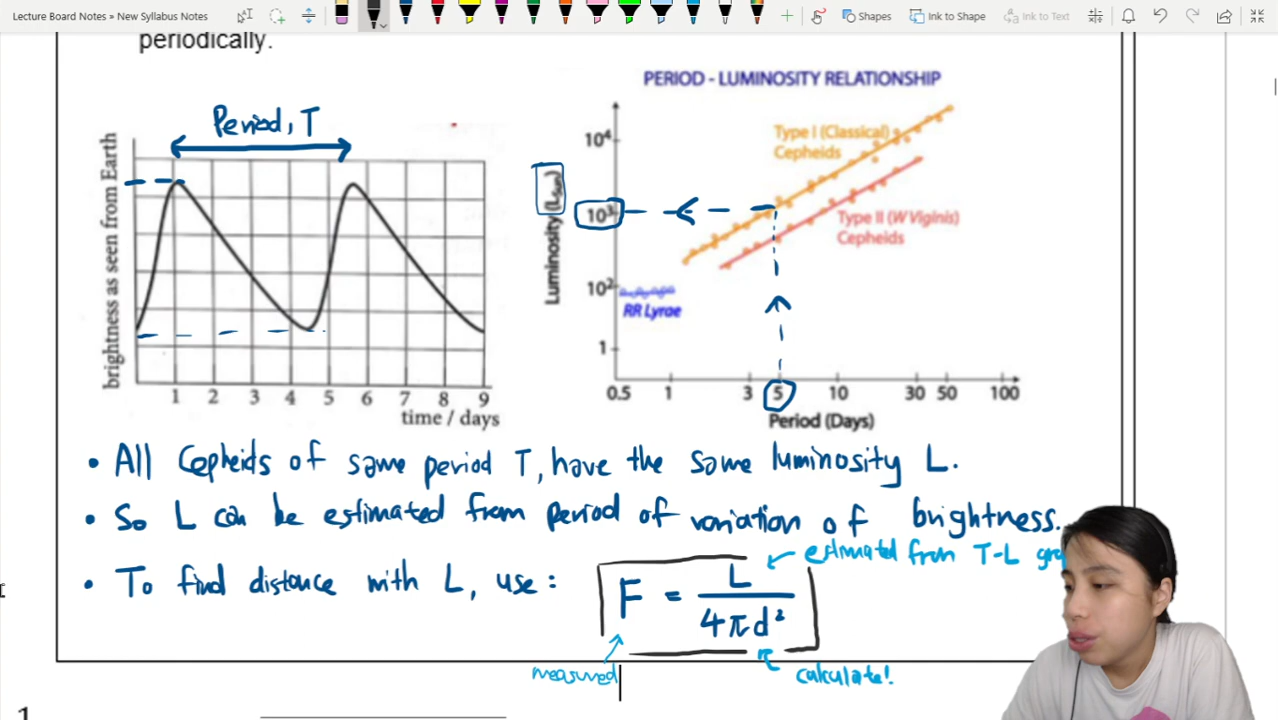 Lecture Board Notes » New Syllabus Notes
Shapes
Ink to Shape
Ink to Text
periodically.
Period, T
brightness as seen from Earth
1 2 3 4 5 6 7 8 9
time / days
PERIOD - LUMINOSITY RELATIONSHIP
Luminosity (LSun)
10⁴
10³
10²
1
Type I (Classical)
Cepheids
Type II (W Viginis)
Cepheids
RR Lyrae
0.5 1 3 5 10 30 50 100
Period (Days)
• All Cepheids of same period T, have the same luminosity L.
• So L can be estimated from period of variation of brightness.
estimated from T-L
• To find distance with L, use: F = L / 4πd²
measured
calculate!
1